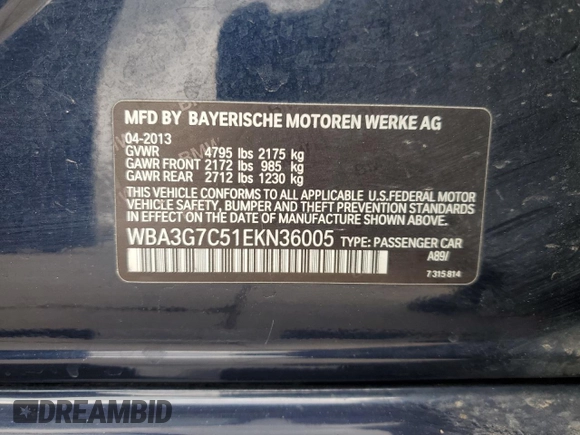 MFD BY BAYERISCHE MOTOREN WERKE AG
04-2013
GVWR 4795 lbs 2175 kg
GAWR FRONT 2172 lbs 985 kg
GAWR REAR 2712 lbs 1230 kg
THIS VEHICLE CONFORMS TO ALL APPLICABLE U.S.FEDERAL MOTOR
VEHICLE SAFETY, BUMPER AND THEFT PREVENTION STANDARDS
IN EFFECT ON THE DATE OF MANUFACTURE SHOWN ABOVE.
WBA3G7C51EKN36005 TYPE: PASSENGER CAR
A89/
7315814
DREAMBID